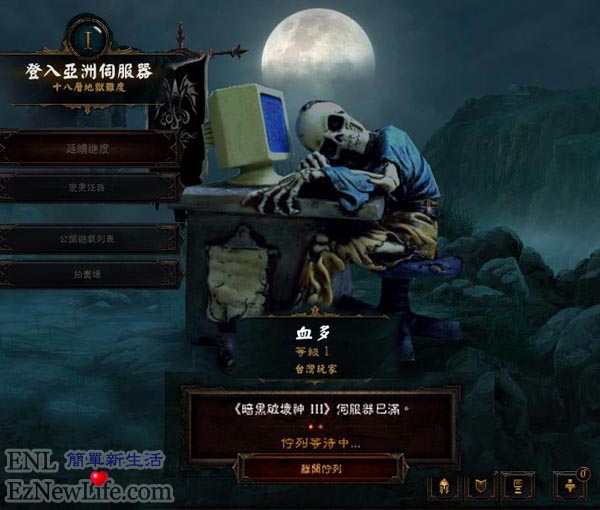 I
登入亞洲伺服器
十八層地獄難度
延續進度
變更任務
公開遊戲列表
拍賣場
血多
等級 1
台灣玩家
《暗黑破壞神 III》伺服器已滿。
佇列等待中...
離開佇列
0
ENL 簡單新生活
EzNewLife.com